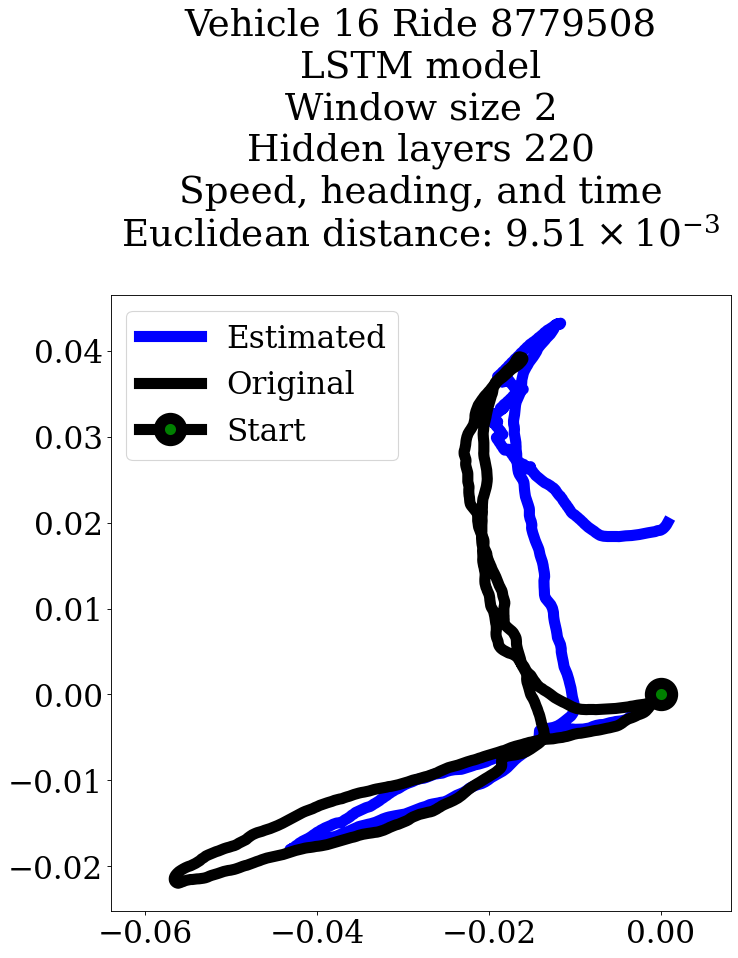 Vehicle 16 Ride 8779508
LSTM model
Window size 2
Hidden layers 220
Speed, heading, and time
Euclidean distance: 9.51 × 10⁻³
Estimated
Original
Start
0.04
0.03
0.02
0.01
0.00
−0.01
−0.02
−0.06 −0.04 −0.02 0.00